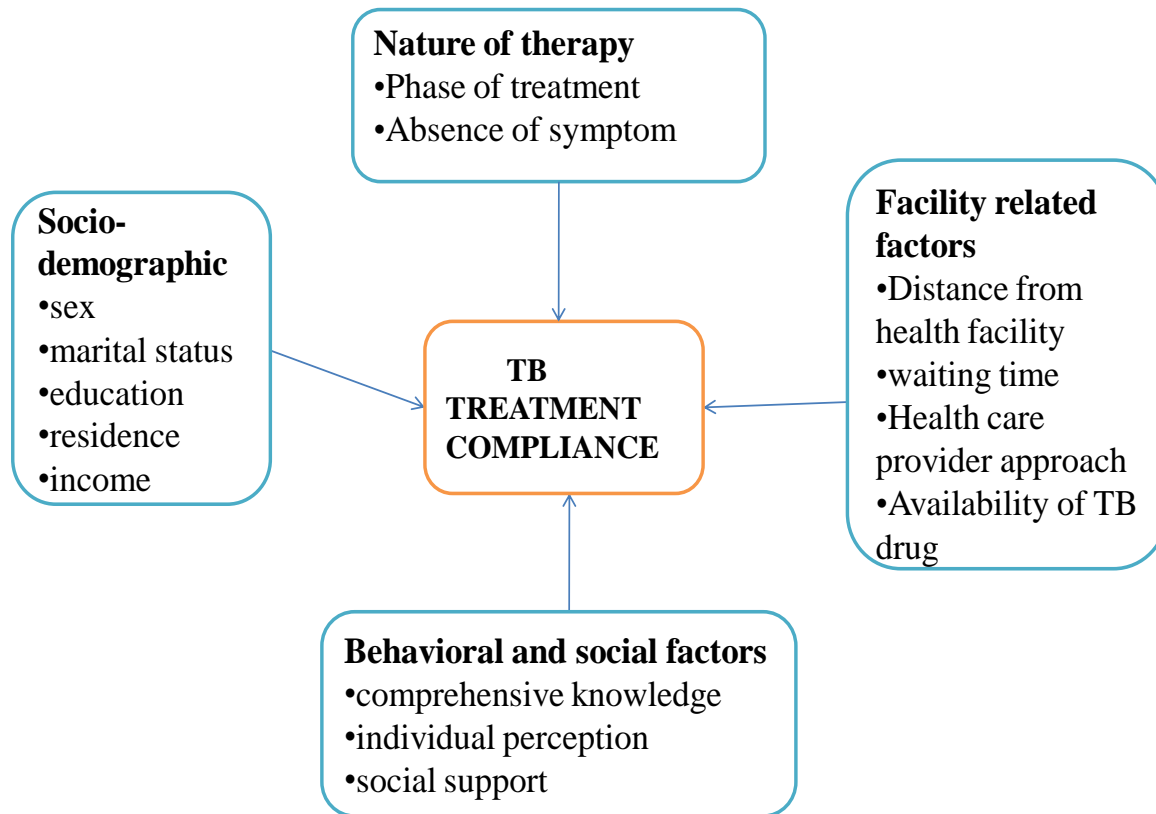 Nature of therapy
•Phase of treatment
•Absence of symptom
Socio-
demographic
•sex
•marital status
•education
•residence
•income
TB
TREATMENT
COMPLIANCE
Facility related
factors
•Distance from
health facility
•waiting time
•Health care
provider approach
•Availability of TB
drug
Behavioral and social factors
•comprehensive knowledge
•individual perception
•social support